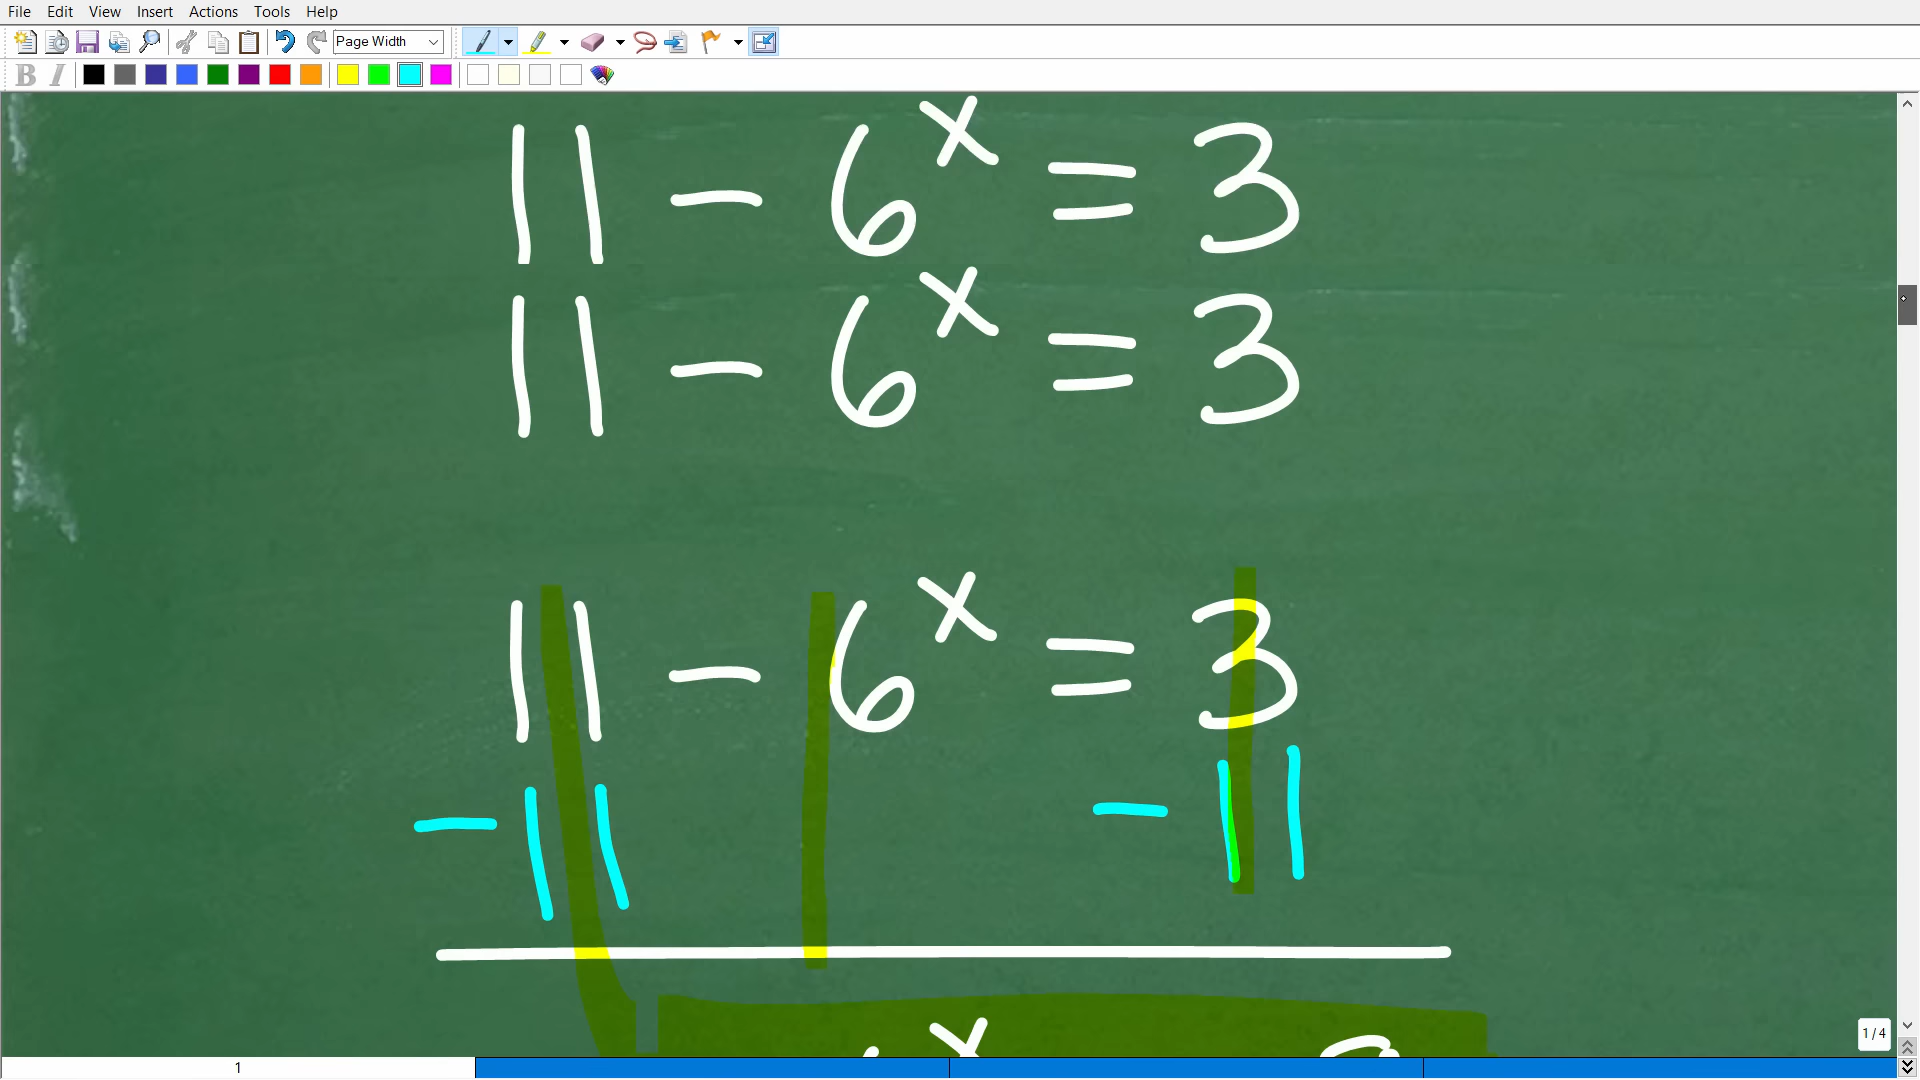 File Edit View Insert Actions Tools Help
Page Width
B I
11 - 6^x = 3
11 - 6^x = 3
11 - 6^x = 3
- 11 - 11
6^x
1 / 4
1